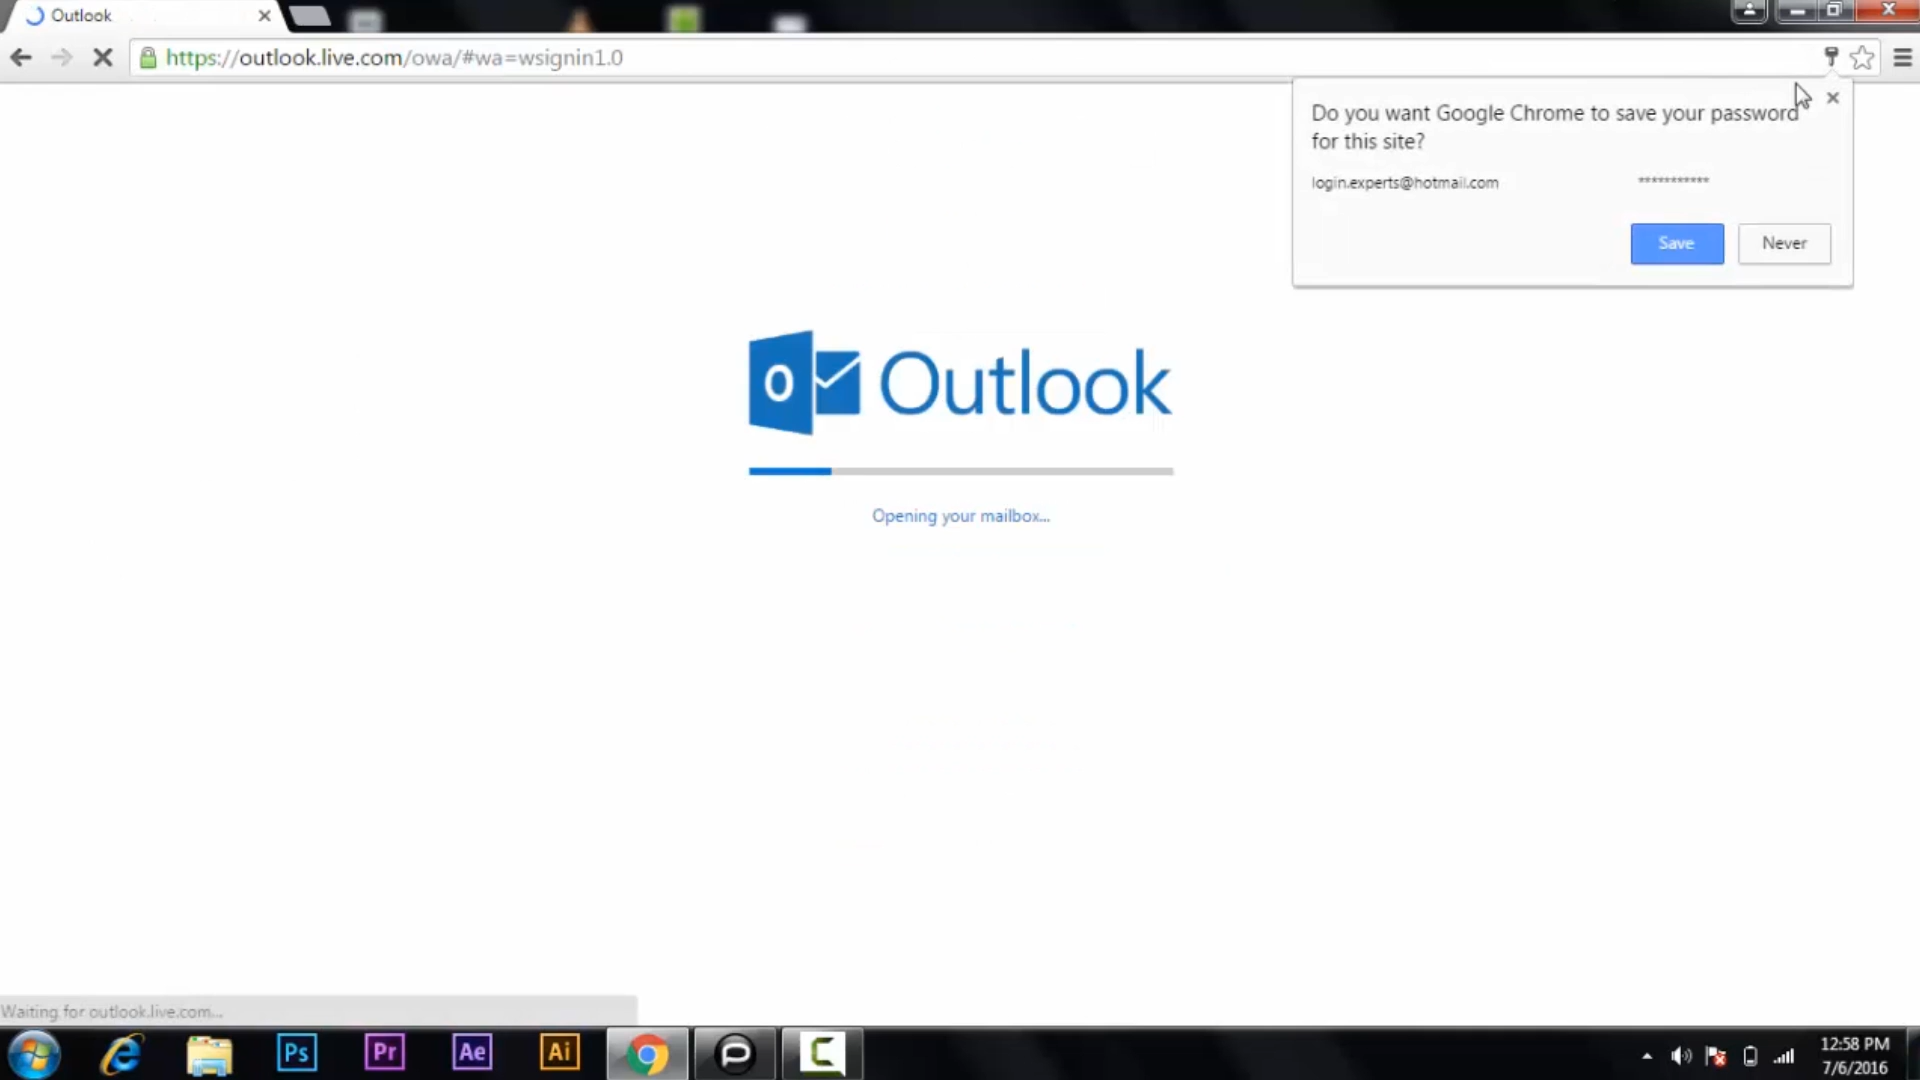 Outlook
https://outlook.live.com/owa/#wa=wsignin1.0
Do you want Google Chrome to save your password
for this site?
login.experts@hotmail.com ***********
Save Never
O Outlook
Opening your mailbox...
Waiting for outlook.live.com...
Ps Pr Ae Ai
12:58 PM
7/6/2016